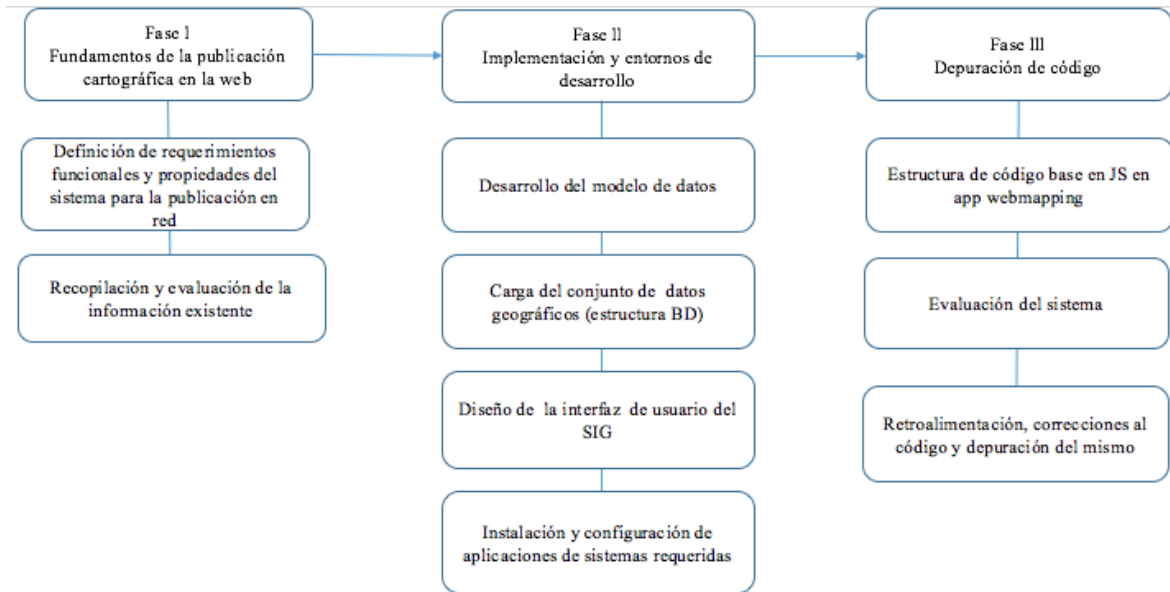 Fase I
Fundamentos de la publicación
cartográfica en la web
Definición de requerimientos
funcionales y propiedades del
sistema para la publicación en
red
Recopilación y evaluación de la
información existente
Fase II
Implementación y entornos de
desarrollo
Desarrollo del modelo de datos
Carga del conjunto de datos
geográficos (estructura BD)
Diseño de la interfaz de usuario del
SIG
Instalación y configuración de
aplicaciones de sistemas requeridas
Fase III
Depuración de código
Estructura de código base en JS en
app webmapping
Evaluación del sistema
Retroalimentación, correcciones al
código y depuración del mismo